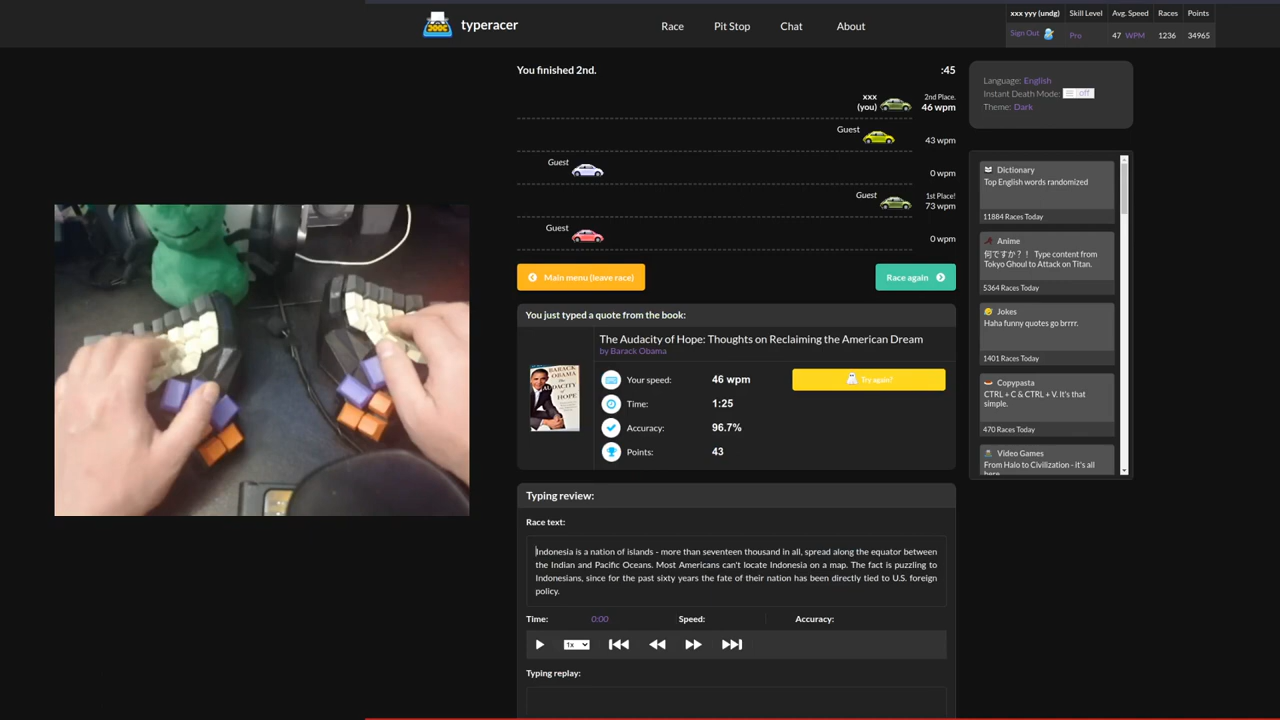 typeracer
Race Pit Stop Chat About
xxx yyy (undg) Skill Level Avg. Speed Races Points
Sign Out Pro 47 WPM 1236 34965
You finished 2nd. :45
xxx 2nd Place.
(you) 46 wpm
Guest 43 wpm
Guest 0 wpm
Guest 1st Place!
73 wpm
Guest 0 wpm
Main menu (leave race) Race again
You just typed a quote from the book:
The Audacity of Hope: Thoughts on Reclaiming the American Dream
by Barack Obama
BARACK
OBAMA
THE
AUDACITY
OF
HOPE
Your speed: 46 wpm Try again?
Time: 1:25
Accuracy: 96.7%
Points: 43
Typing review:
Race text:
Indonesia is a nation of islands - more than seventeen thousand in all, spread along the equator between
the Indian and Pacific Oceans. Most Americans can't locate Indonesia on a map. The fact is puzzling to
Indonesians, since for the past sixty years the fate of their nation has been directly tied to U.S. foreign
policy.
Time: 0:00 Speed: Accuracy:
1x
Typing replay:
Language: English
Instant Death Mode: off
Theme: Dark
Dictionary
Top English words randomized
11884 Races Today
Anime
何ですか？！ Type content from
Tokyo Ghoul to Attack on Titan.
5364 Races Today
Jokes
Haha funny quotes go brrrr.
1401 Races Today
Copypasta
CTRL + C & CTRL + V. It's that
simple.
470 Races Today
Video Games
From Halo to Civilization - it's all
here.